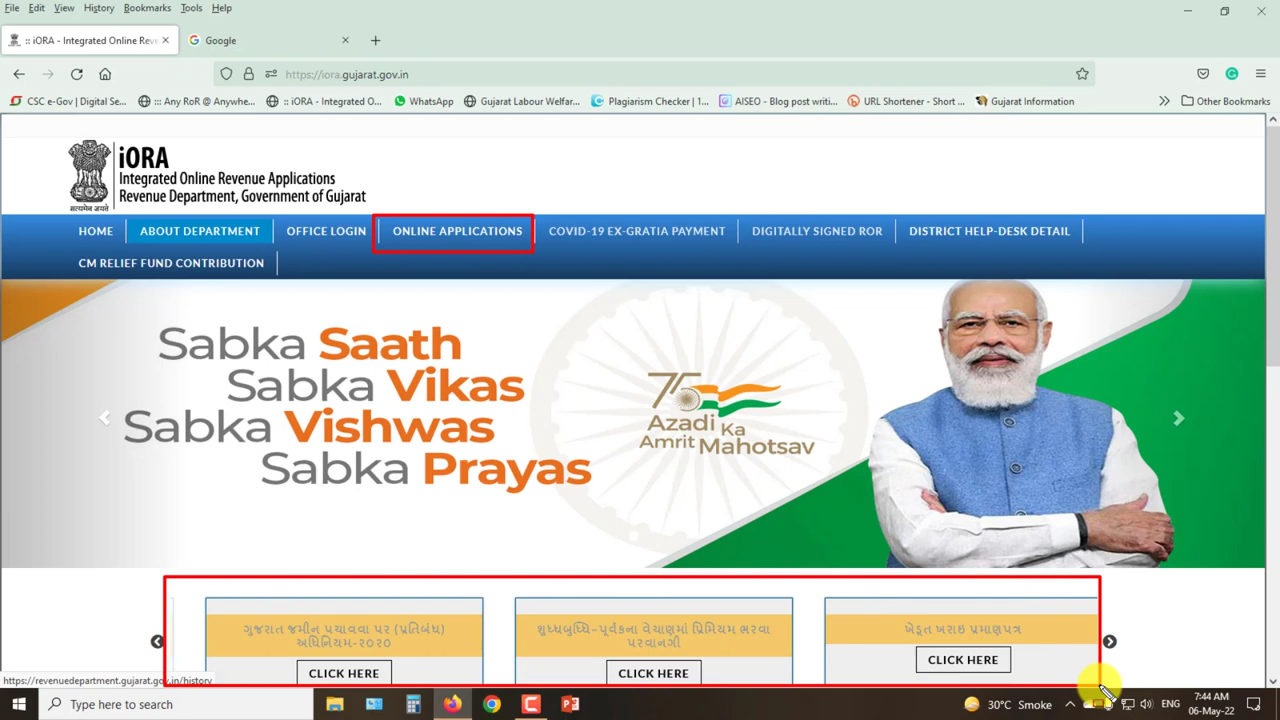 File Edit View History Bookmarks Tools Help
:: iORA - Integrated Online Reve
Google
https://iora.gujarat.gov.in
CSC e-Gov | Digital Se... ::: Any RoR @ Anywhe... :: iORA - Integrated O... WhatsApp Gujarat Labour Welfar... Plagiarism Checker | 1... AISEO - Blog post writi... URL Shortener - Short ... Gujarat Information Other Bookmarks
सत्यमेव जयते
iORA
Integrated Online Revenue Applications
Revenue Department, Government of Gujarat
HOME ABOUT DEPARTMENT OFFICE LOGIN ONLINE APPLICATIONS COVID-19 EX-GRATIA PAYMENT DIGITALLY SIGNED ROR DISTRICT HELP-DESK DETAIL
CM RELIEF FUND CONTRIBUTION
Sabka Saath
Sabka Vikas
Sabka Vishwas
Sabka Prayas
75
Azadi Ka
Amrit Mahotsav
ગુજરાત જમીન પચાવવા પર (પ્રતિબંધ)
અધિનિયમ-૨૦૨૦
CLICK HERE
શુધ્ધબુધ્ધિ-પૂર્વકના વેચાણમાં પ્રિમિયમ ભરવા
પરવાનગી
CLICK HERE
ખેડૂત ખરાઇ પ્રમાણપત્ર
CLICK HERE
https://revenuedepartment.gujarat.gov.in/history
Type here to search
30°C Smoke
ENG
7:44 AM
06-May-22